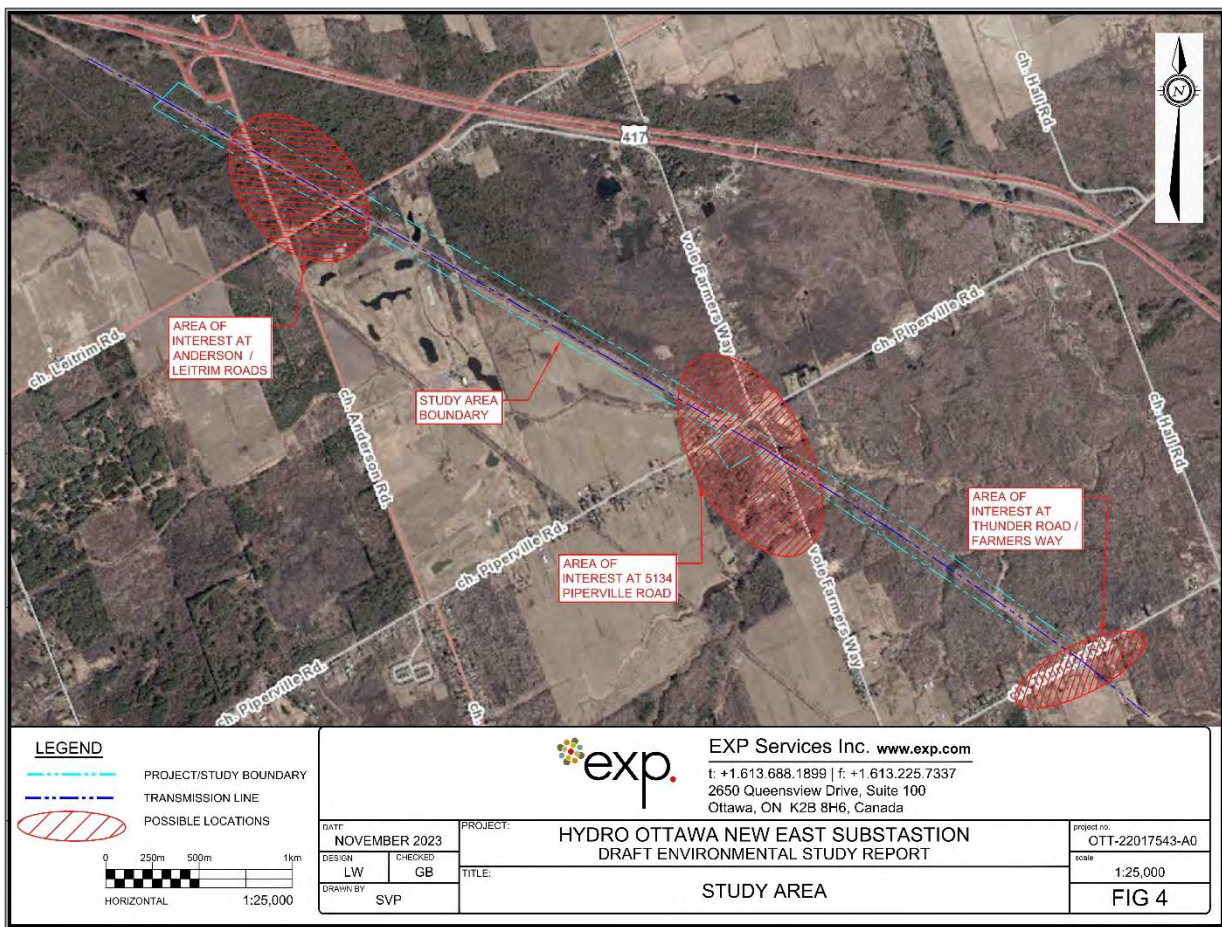 ch. Hall Rd.
N
417
voie Farmers Way
ch. Piperville Rd.
ch. Leitrim Rd.
AREA OF
INTEREST AT
ANDERSON /
LEITRIM ROADS
STUDY AREA
BOUNDARY
ch. Anderson Rd.
ch. Hall Rd.
AREA OF
INTEREST AT
THUNDER ROAD /
FARMERS WAY
ch. Piperville Rd.
AREA OF
INTEREST AT 5134
PIPERVILLE ROAD
voie Farmers Way
ch. Piperville Rd.
ch.
LEGEND
PROJECT/STUDY BOUNDARY
TRANSMISSION LINE
POSSIBLE LOCATIONS
0 250m 500m 1km
HORIZONTAL 1:25,000
exp.
EXP Services Inc. www.exp.com
t: +1.613.688.1899 | f: +1.613.225.7337
2650 Queensview Drive, Suite 100
Ottawa, ON K2B 8H6, Canada
DATE
NOVEMBER 2023
DESIGN
LW
CHECKED
GB
DRAWN BY
SVP
PROJECT:
HYDRO OTTAWA NEW EAST SUBSTASTION
DRAFT ENVIRONMENTAL STUDY REPORT
TITLE:
STUDY AREA
project no.
OTT-22017543-A0
scale
1:25,000
FIG 4